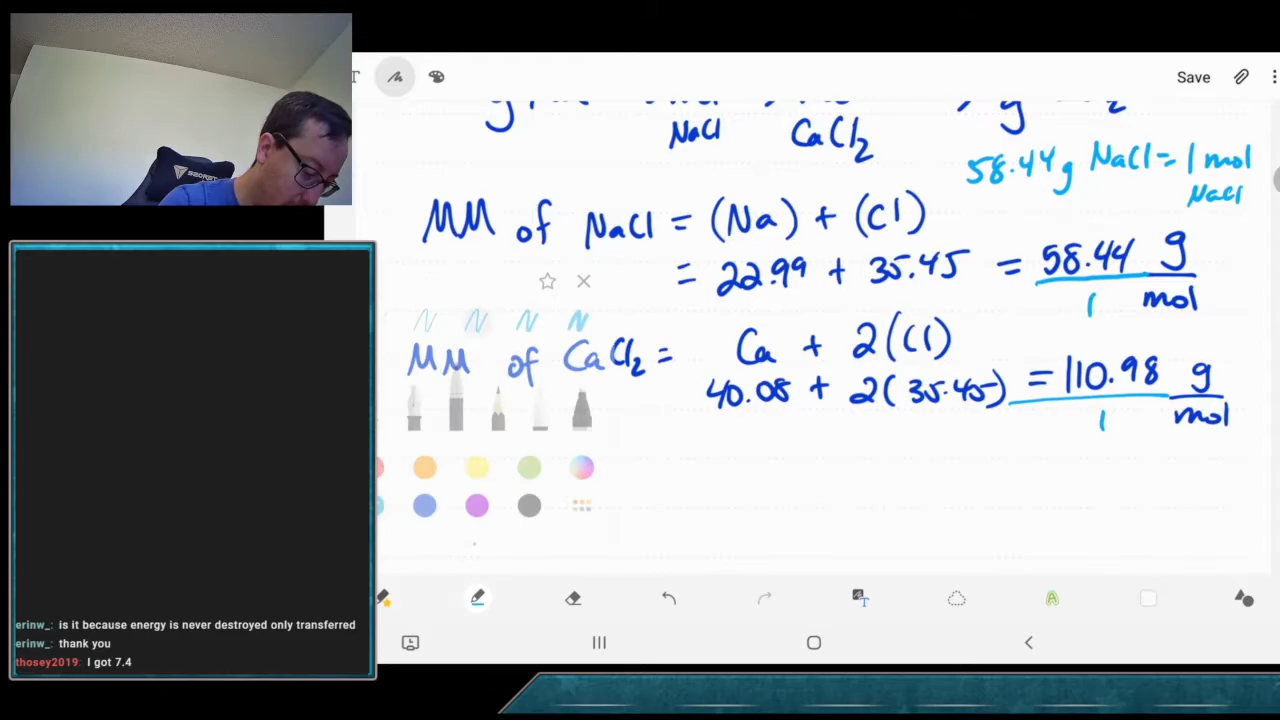 Save
NaCl CaCl2
58.44g NaCl = 1 mol
NaCl
MM of NaCl = (Na) + (Cl)
= 22.99 + 35.45 = 58.44 g
1 mol
MM of CaCl2 = Ca + 2(Cl)
40.08 + 2(35.45) = 110.98 g
1 mol
erinw_: is it because energy is never destroyed only transferred
erinw_: thank you
thosey2019: I got 7.4